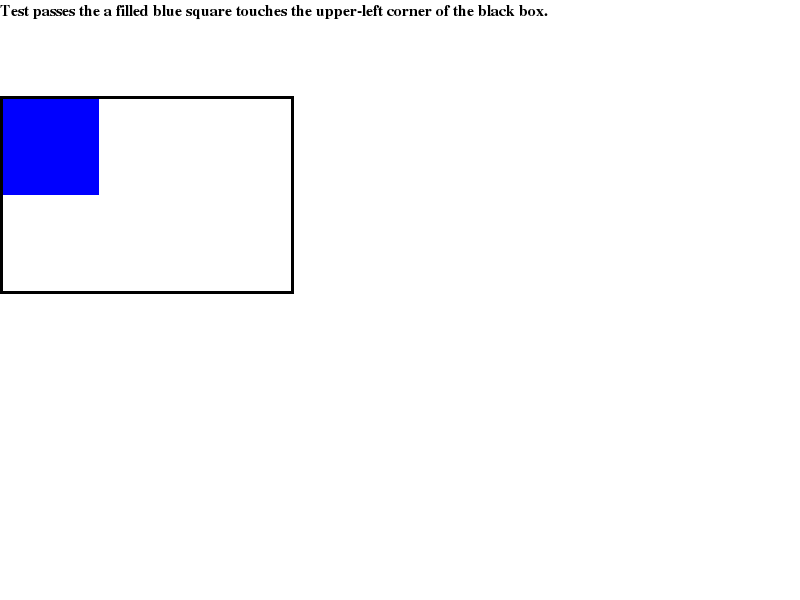 Test passes the a filled blue square touches the upper-left corner of the black box.